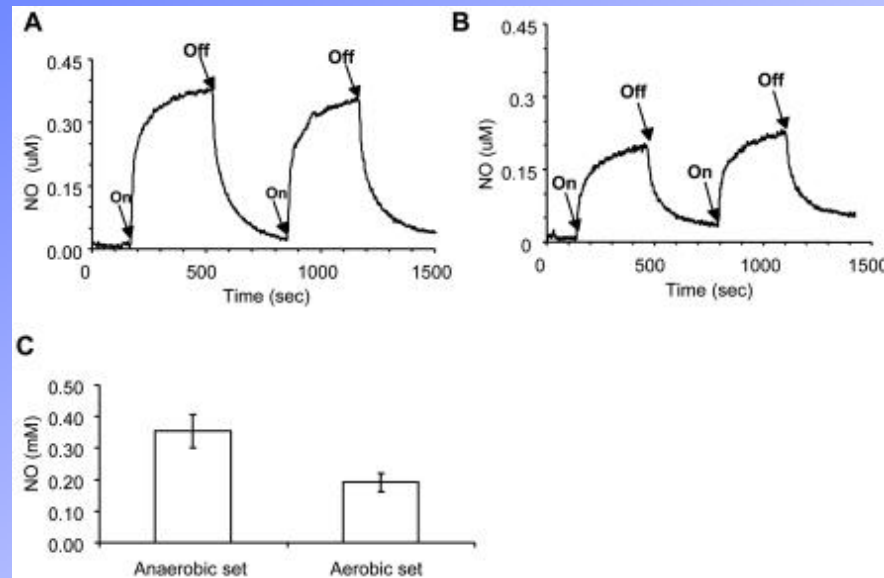 A
0.45
0.30
0.15
0.00
NO (uM)
On
Off
On
Off
0
500
1000
1500
Time (sec)
B
0.45
0.3
0.15
0
NO (uM)
On
Off
On
Off
0
500
1000
1500
Time (sec)
C
0.50
0.40
0.30
0.20
0.10
0.00
NO (mM)
Anaerobic set
Aerobic set